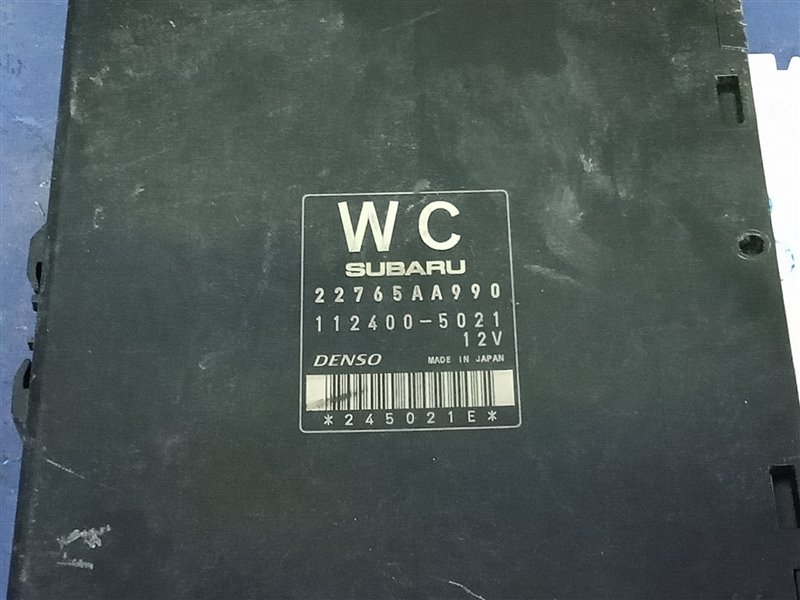 WC
SUBARU
22765AA990
112400-5021
12V
DENSO MADE IN JAPAN
*245021E*